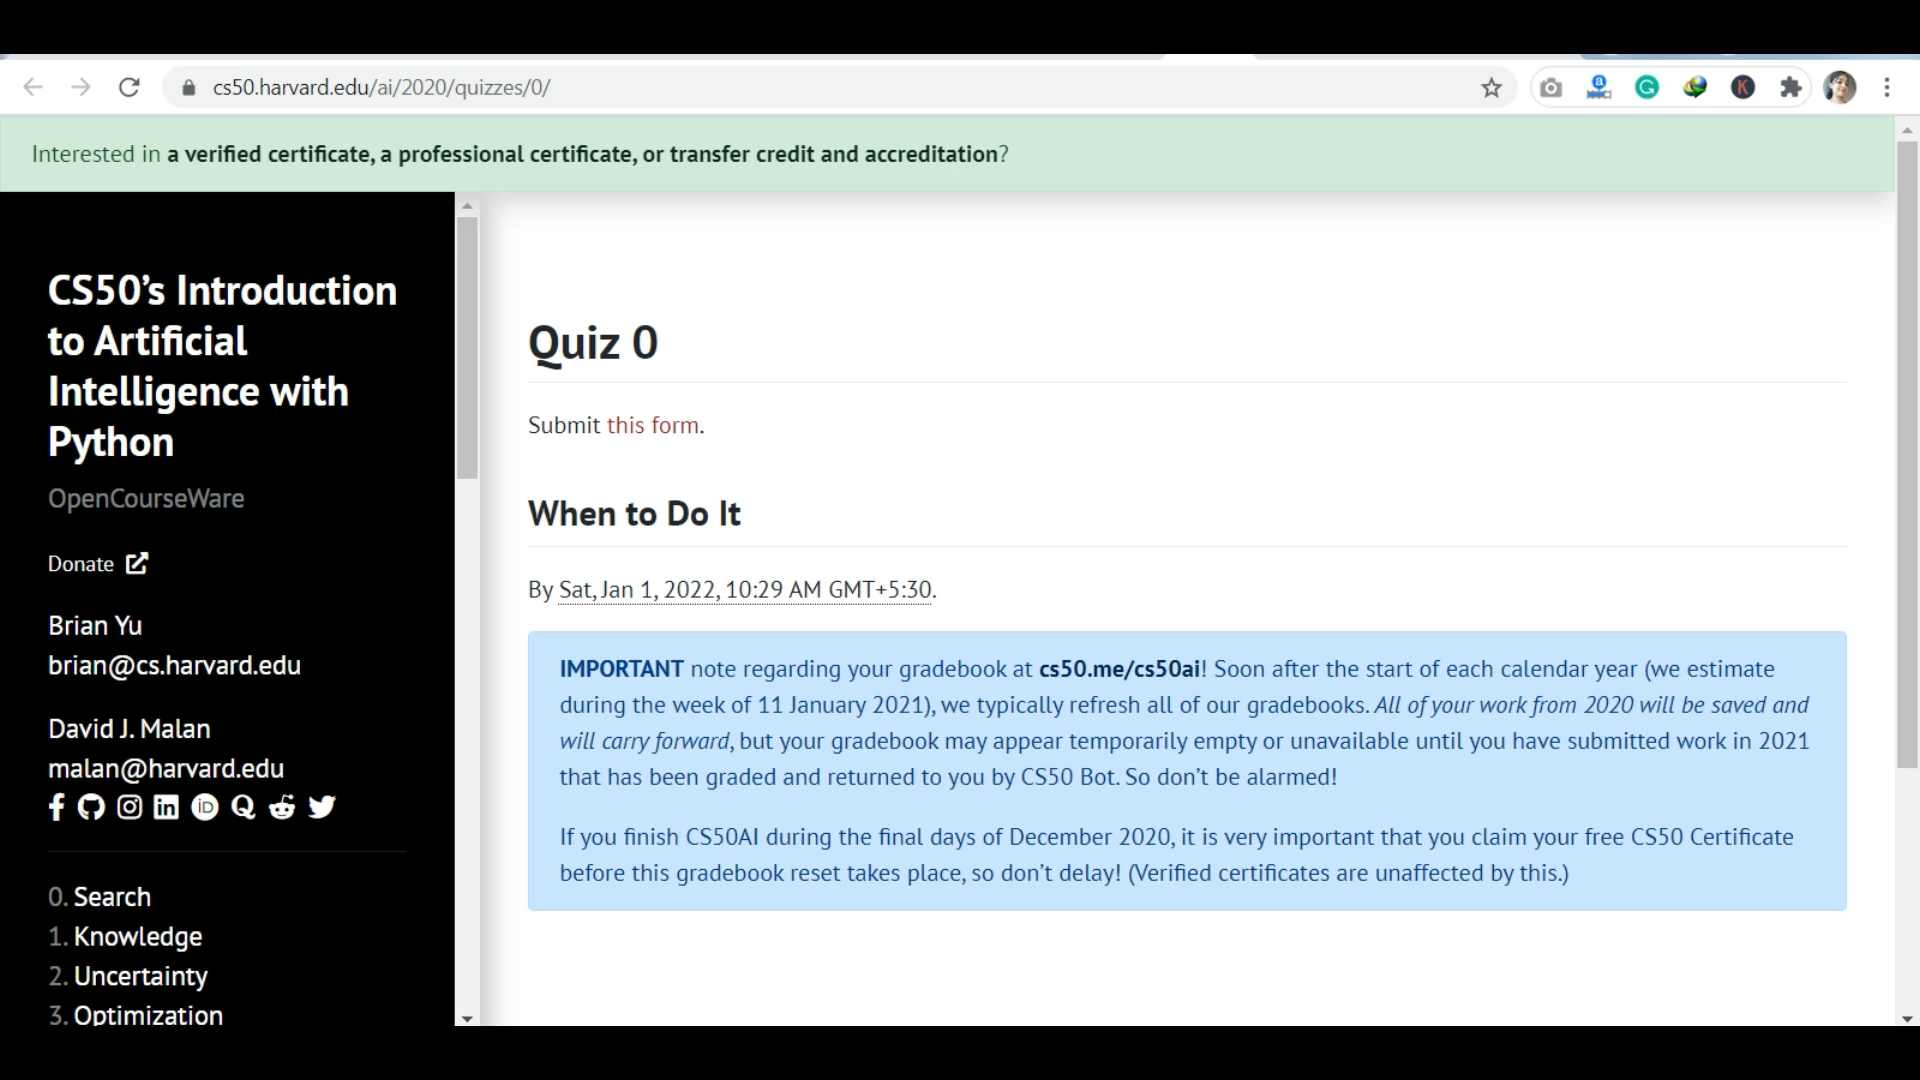 cs50.harvard.edu/ai/2020/quizzes/0/
Interested in a verified certificate, a professional certificate, or transfer credit and accreditation?
CS50’s Introduction
to Artificial
Intelligence with
Python
OpenCourseWare
Donate
Brian Yu
brian@cs.harvard.edu
David J. Malan
malan@harvard.edu
0. Search
1. Knowledge
2. Uncertainty
3. Optimization
Quiz 0
Submit this form.
When to Do It
By Sat, Jan 1, 2022, 10:29 AM GMT+5:30.
IMPORTANT note regarding your gradebook at cs50.me/cs50ai! Soon after the start of each calendar year (we estimate
during the week of 11 January 2021), we typically refresh all of our gradebooks. All of your work from 2020 will be saved and
will carry forward, but your gradebook may appear temporarily empty or unavailable until you have submitted work in 2021
that has been graded and returned to you by CS50 Bot. So don’t be alarmed!
If you finish CS50AI during the final days of December 2020, it is very important that you claim your free CS50 Certificate
before this gradebook reset takes place, so don’t delay! (Verified certificates are unaffected by this.)